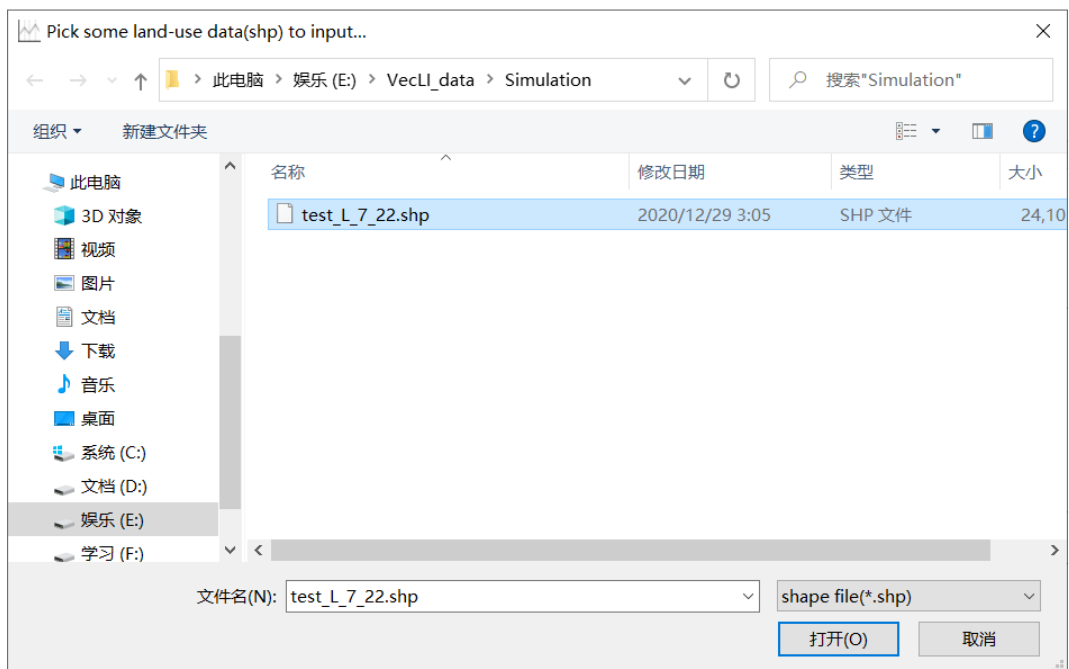 Pick some land-use data(shp) to input...
此电脑 > 娱乐 (E:) > VecLI_data > Simulation
搜索"Simulation"
组织
新建文件夹
?
名称
修改日期
类型
大小
此电脑
3D 对象
视频
图片
文档
下载
音乐
桌面
系统 (C:)
文档 (D:)
娱乐 (E:)
学习 (F:)
test_L_7_22.shp
2020/12/29 3:05
SHP 文件
24,10
文件名(N):
test_L_7_22.shp
shape file(*.shp)
打开(O)
取消